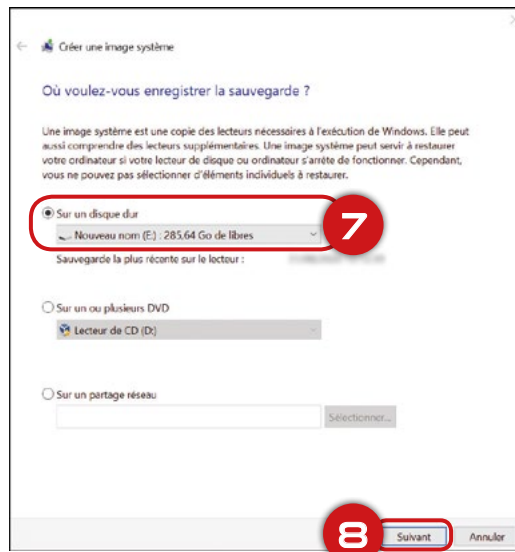 Créer une image système
Où voulez-vous enregistrer la sauvegarde ?
Une image système est une copie des lecteurs nécessaires à l'exécution de Windows. Elle peut
aussi comprendre des lecteurs supplémentaires. Une image système peut servir à restaurer
votre ordinateur si votre lecteur de disque ou ordinateur s'arrête de fonctionner. Cependant,
vous ne pouvez pas sélectionner d'éléments individuels à restaurer.
Sur un disque dur
Nouveau nom (E:) : 285,64 Go de libres
7
Sauvegarde la plus récente sur le lecteur :
Sur un ou plusieurs DVD
Lecteur de CD (D:)
Sur un partage réseau
Sélectionner...
8
Suivant
Annuler